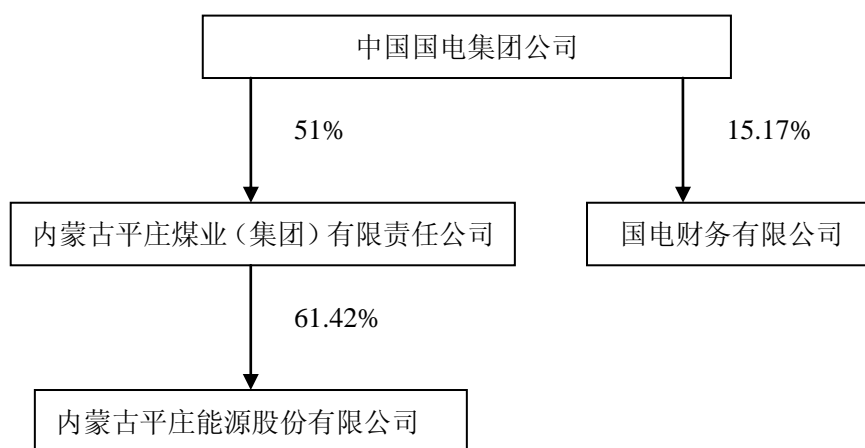 中国国电集团公司
51%
15.17%
内蒙古平庄煤业（集团）有限责任公司
国电财务有限公司
61.42%
内蒙古平庄能源股份有限公司